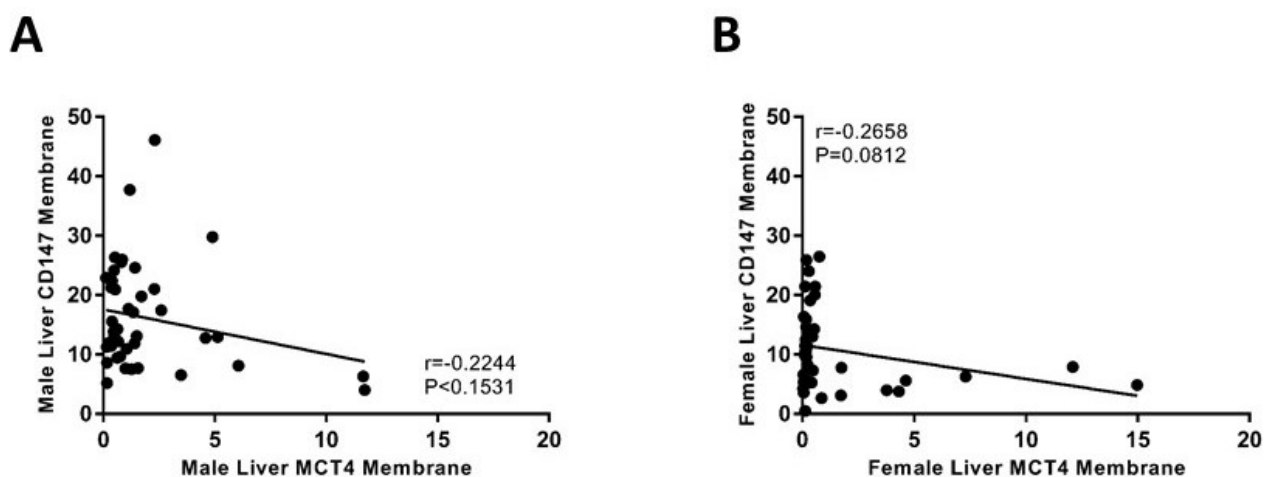 A
B
Male Liver CD147 Membrane
50
40
30
20
10
0
r=-0.2244
P<0.1531
0 5 10 15 20
Male Liver MCT4 Membrane
Female Liver CD147 Membrane
50
40
30
20
10
0
r=-0.2658
P=0.0812
0 5 10 15 20
Female Liver MCT4 Membrane